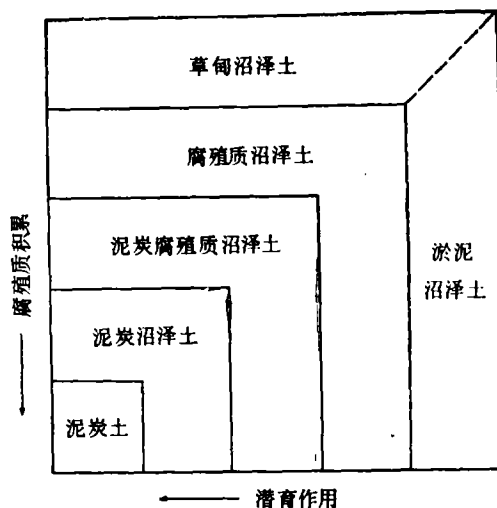 草甸沼泽土
腐殖质沼泽土
泥炭腐殖质沼泽土
淤泥
沼泽土
泥炭沼泽土
泥炭土
腐殖质积累
潜育作用